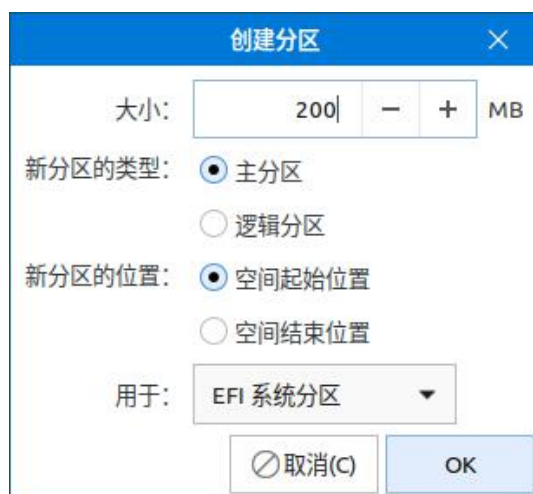 创建分区
大小： 200 MB
新分区的类型： 主分区
逻辑分区
新分区的位置： 空间起始位置
空间结束位置
用于： EFI 系统分区
取消(C) OK